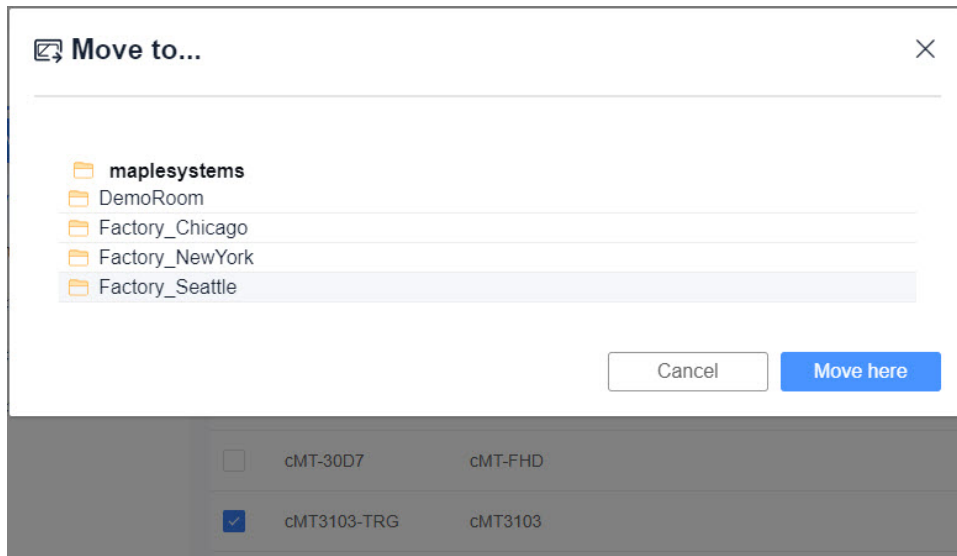 Move to...
maplesystems
DemoRoom
Factory_Chicago
Factory_NewYork
Factory_Seattle
Cancel Move here
cMT-30D7 cMT-FHD
cMT3103-TRG cMT3103